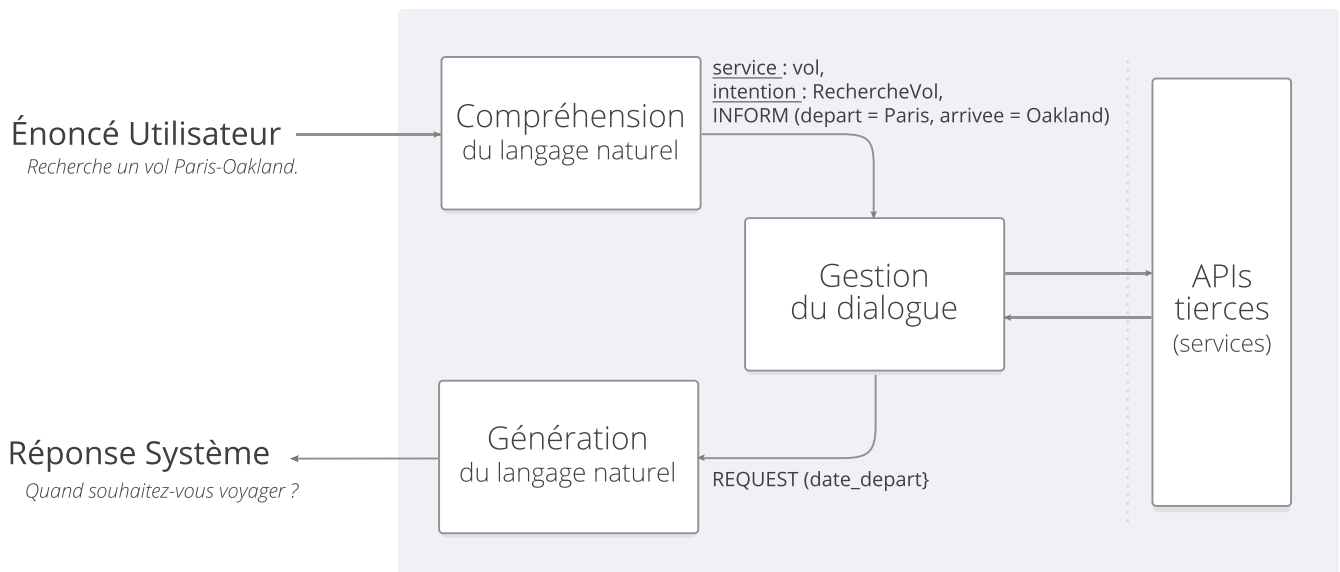 service : vol,
intention : RechercheVol,
INFORM (depart = Paris, arrivee = Oakland)
Énoncé Utilisateur
Recherche un vol Paris-Oakland.
Compréhension
du langage naturel
Gestion
du dialogue
APIs
tierces
(services)
Génération
du langage naturel
REQUEST (date_depart}
Réponse Système
Quand souhaitez-vous voyager ?